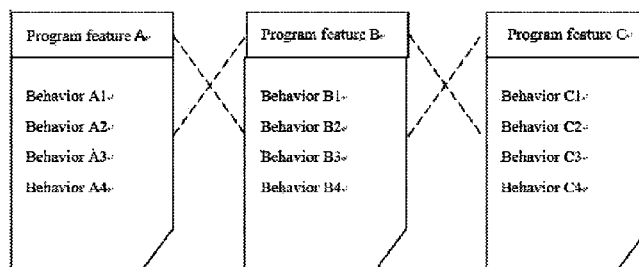 Program feature A
Behavior A1
Behavior A2
Behavior A3
Behavior A4
Program feature B
Behavior B1
Behavior B2
Behavior B3
Behavior B4
Program feature C
Behavior C1
Behavior C2
Behavior C3
Behavior C4